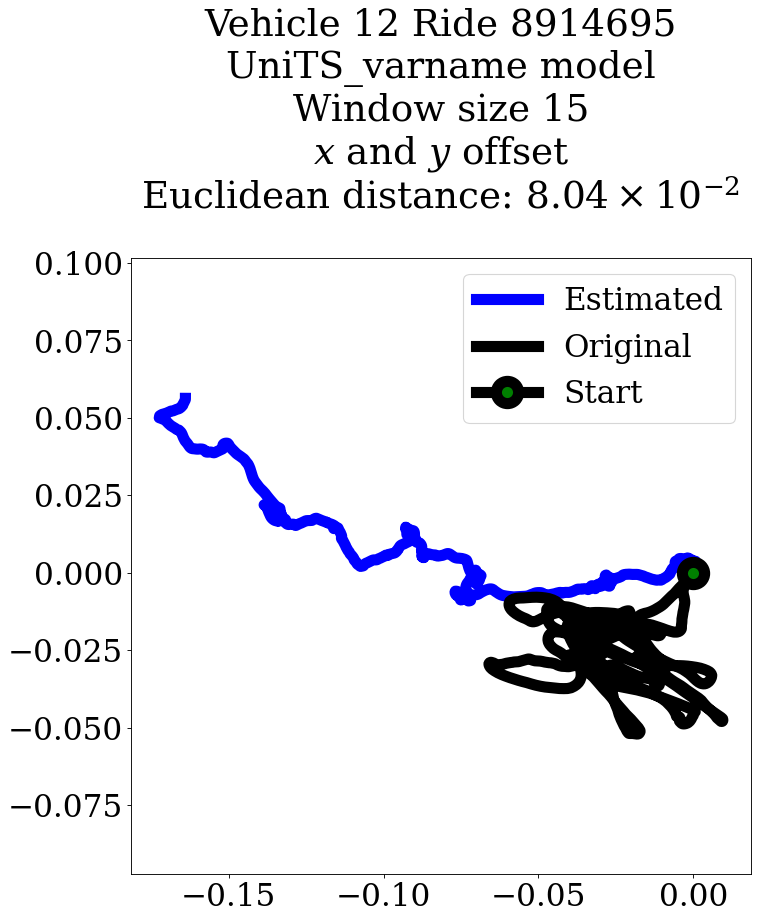 Vehicle 12 Ride 8914695
UniTS_varname model
Window size 15
x and y offset
Euclidean distance: 8.04 × 10⁻²
Estimated
Original
Start
0.100
0.075
0.050
0.025
0.000
−0.025
−0.050
−0.075
−0.15
−0.10
−0.05
0.00